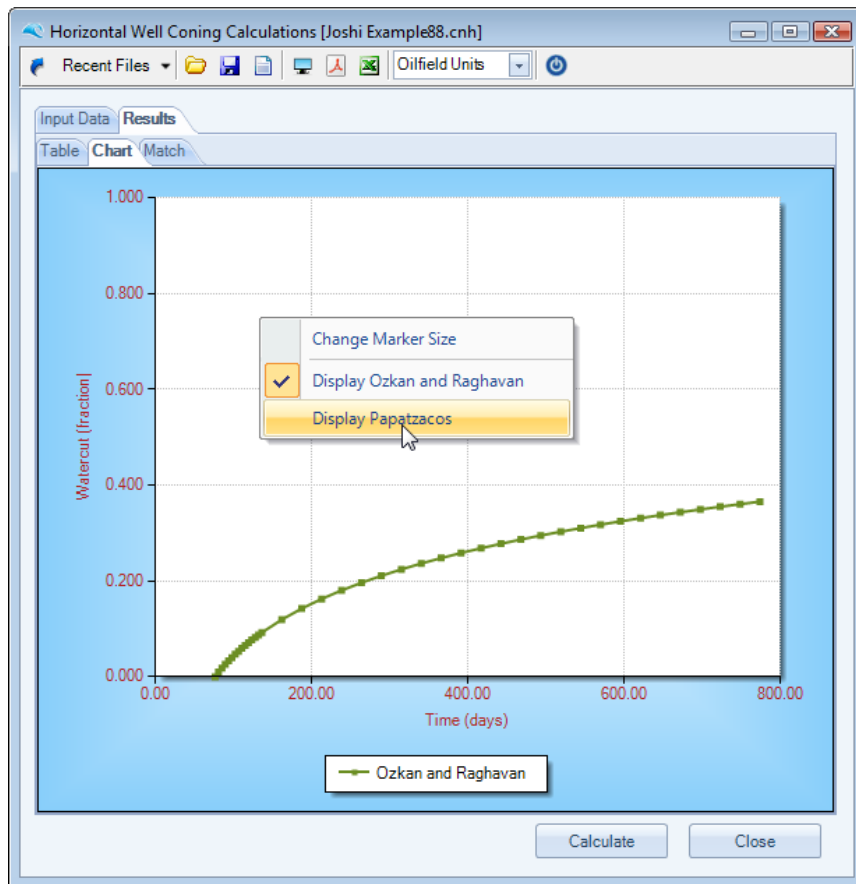 Horizontal Well Coning Calculations [Joshi Example88.cnh]
Recent Files Oilfield Units
Input Data Results
Table Chart Match
1.000
0.800
0.600
0.400
0.200
0.000
Watercut [fraction]
Change Marker Size
Display Ozkan and Raghavan
Display Papatzacos
0.00 200.00 400.00 600.00 800.00
Time (days)
Ozkan and Raghavan
Calculate Close